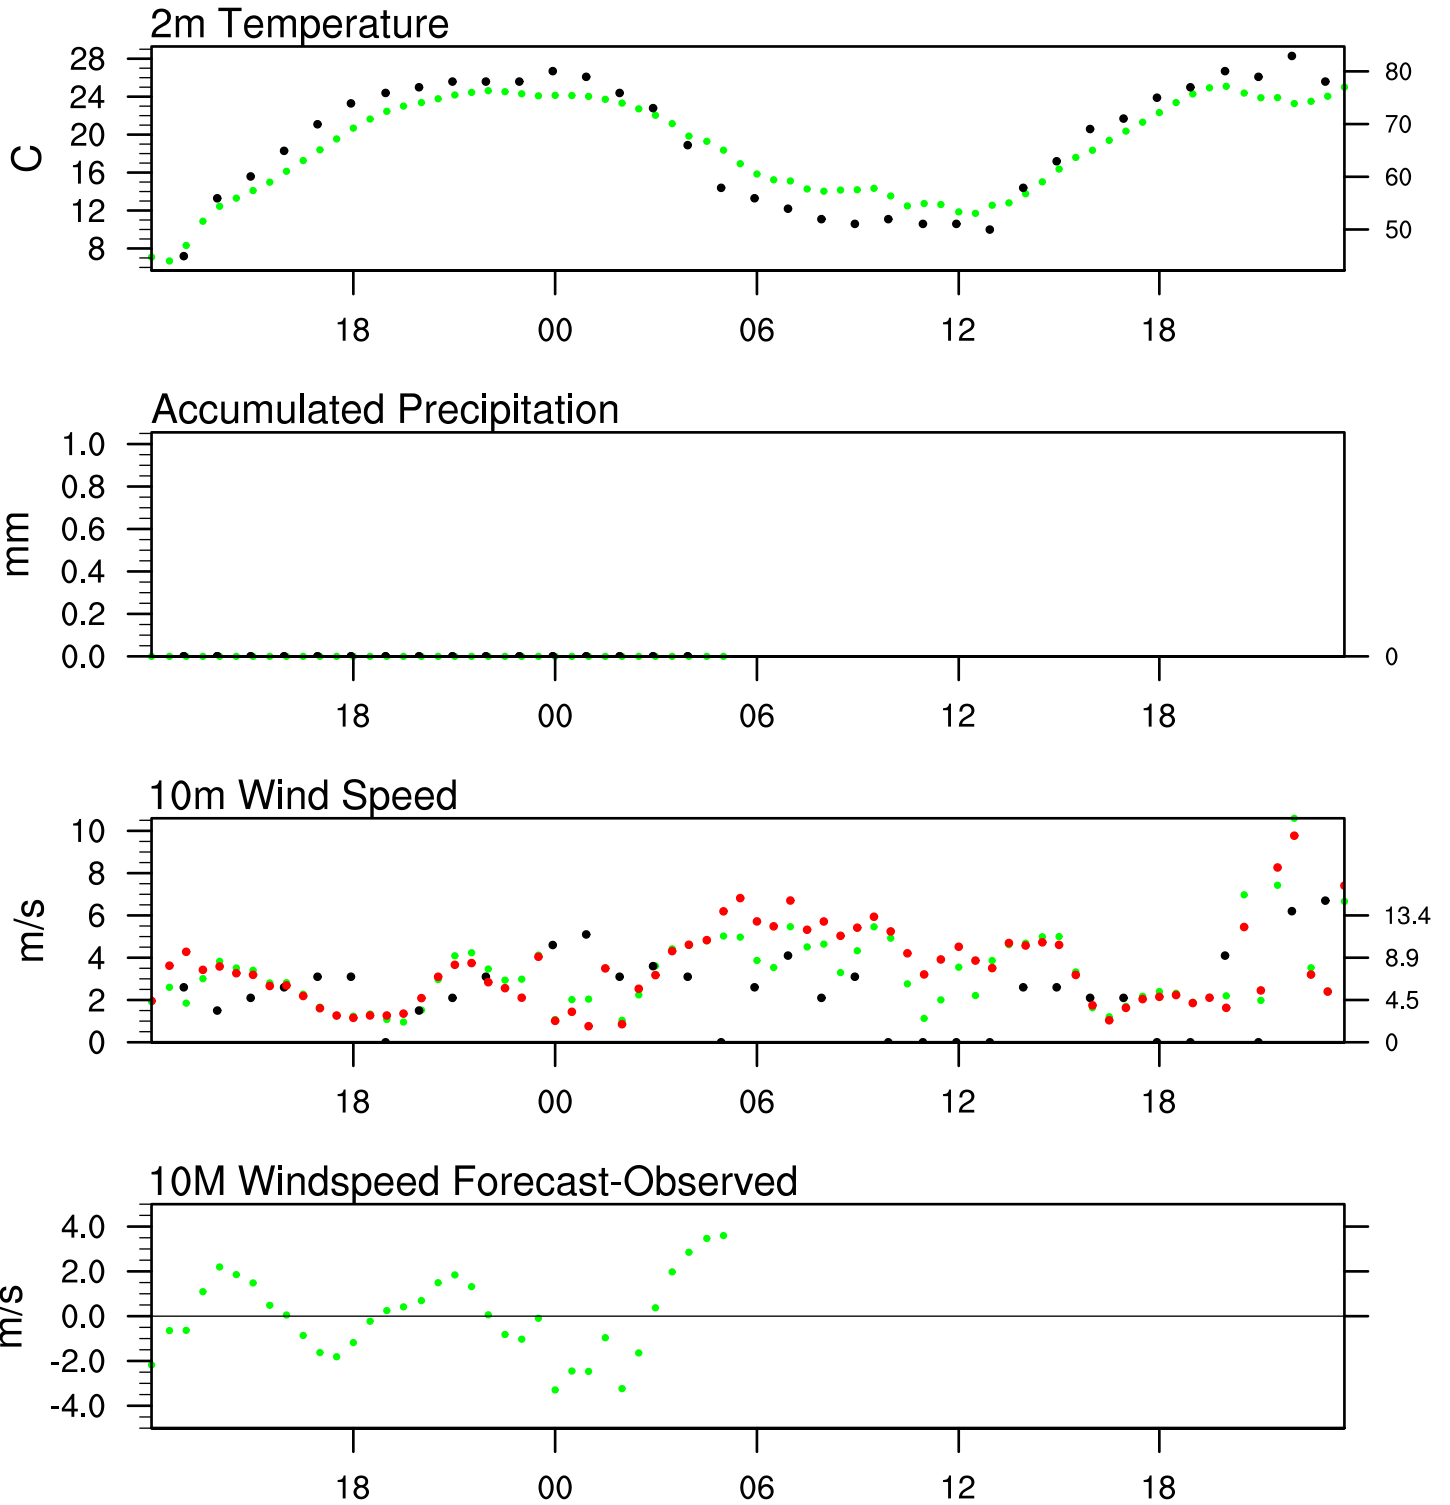 2m Temperature
28
24
20
16
12
8
C
80
70
60
50
18 00 06 12 18
Accumulated Precipitation
1.0
0.8
0.6
0.4
0.2
0.0
mm
0
18 00 06 12 18
10m Wind Speed
10
8
6
4
2
0
m/s
13.4
8.9
4.5
0
18 00 06 12 18
10M Windspeed Forecast-Observed
4.0
2.0
0.0
-2.0
-4.0
m/s
18 00 06 12 18